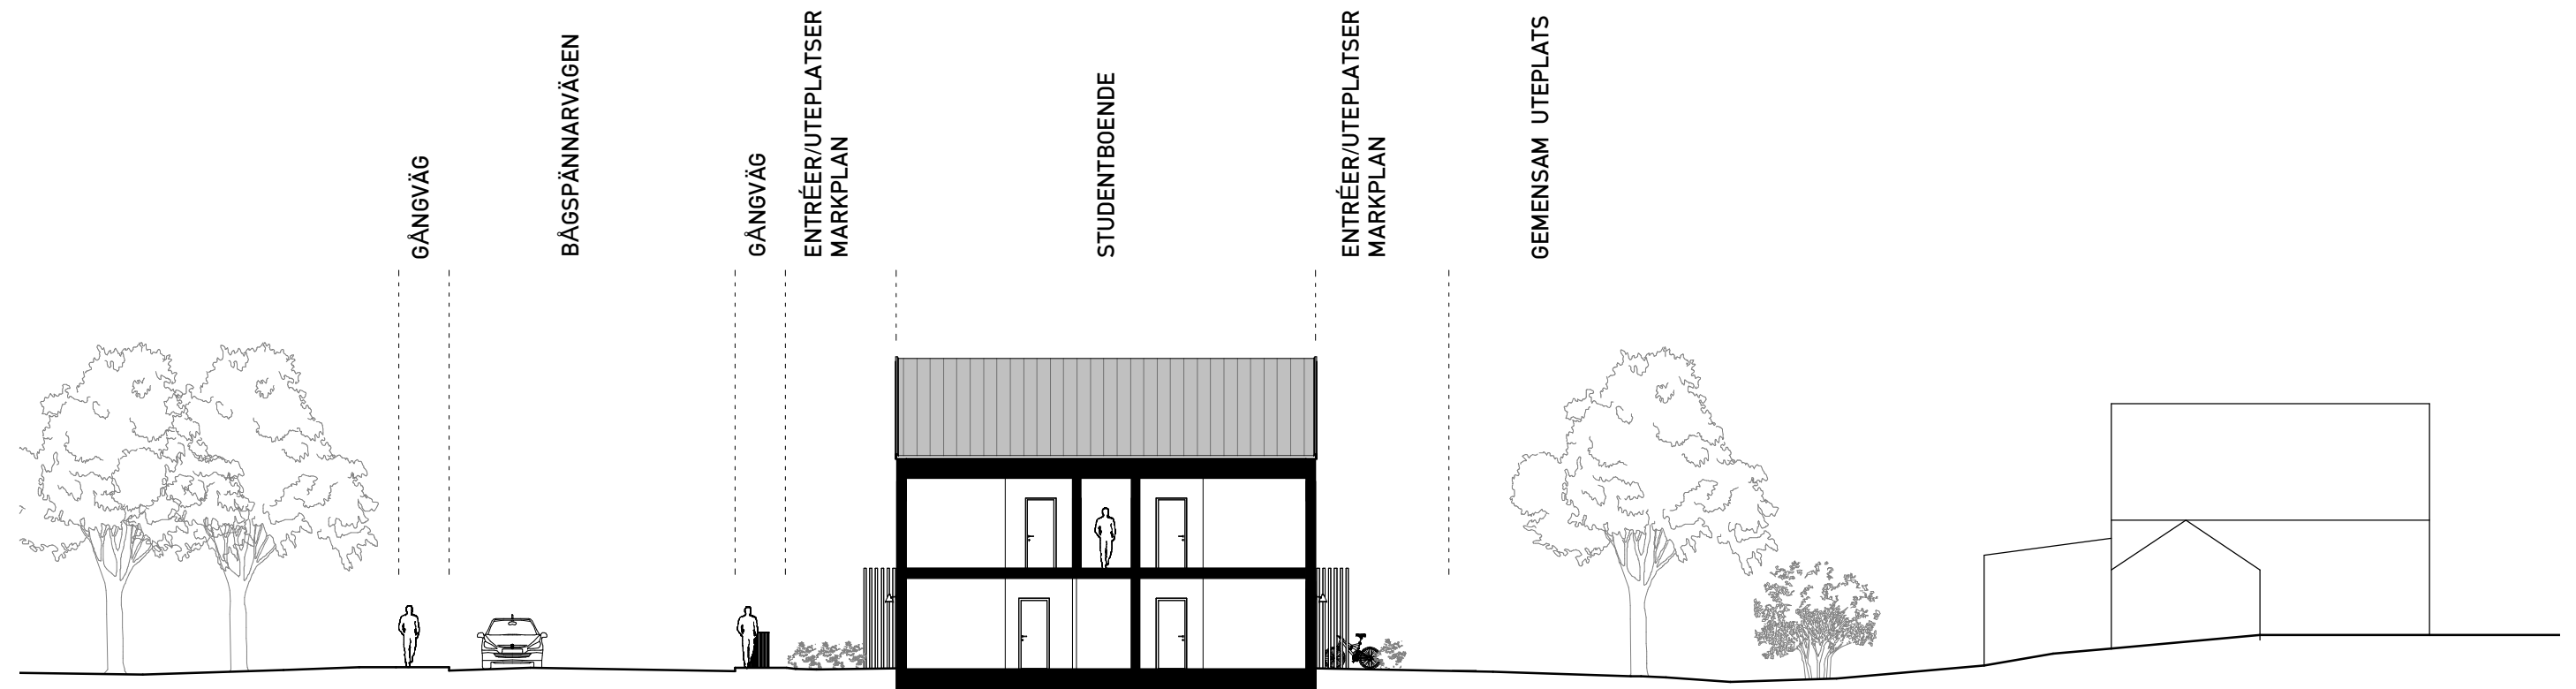 GÅNGVÄG
BÅGSPÄNNARVÄGEN
GÅNGVÄG
ENTRÉER/UTEPLATSER
MARKPLAN
STUDENTBOENDE
ENTRÉER/UTEPLATSER
MARKPLAN
GEMENSAM UTEPLATS